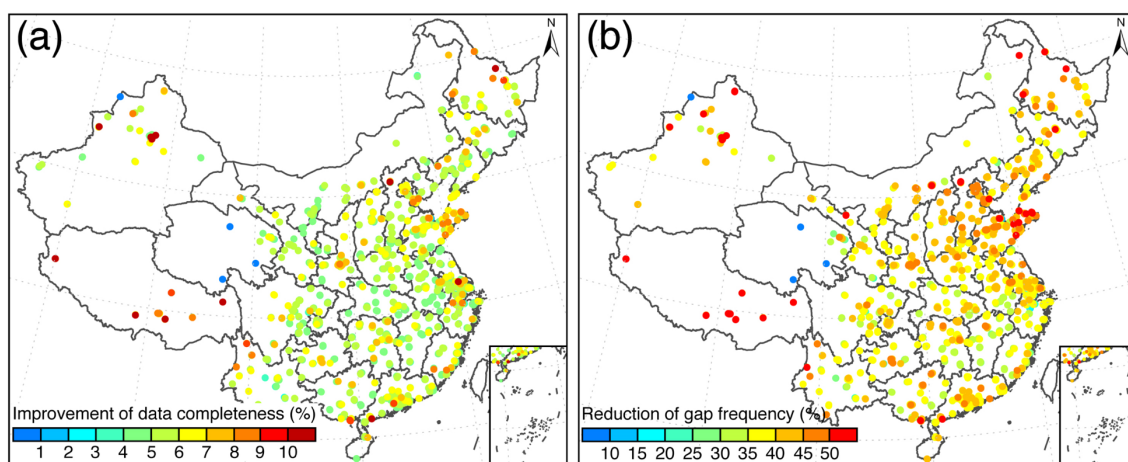 (a)
N
Improvement of data completeness (%)
1 2 3 4 5 6 7 8 9 10
(b)
N
Reduction of gap frequency (%)
10 15 20 25 30 35 40 45 50